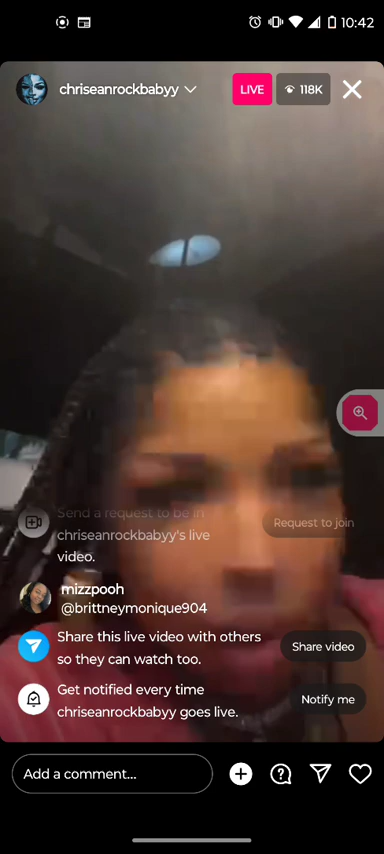 10:42
chriseanrockbabyy
LIVE
118K
Send a request to be in
chriseanrockbabyy's live
video.
Request to join
mizzpooh
@brittneymonique904
Share this live video with others
so they can watch too.
Share video
Get notified every time
chriseanrockbabyy goes live.
Notify me
Add a comment...